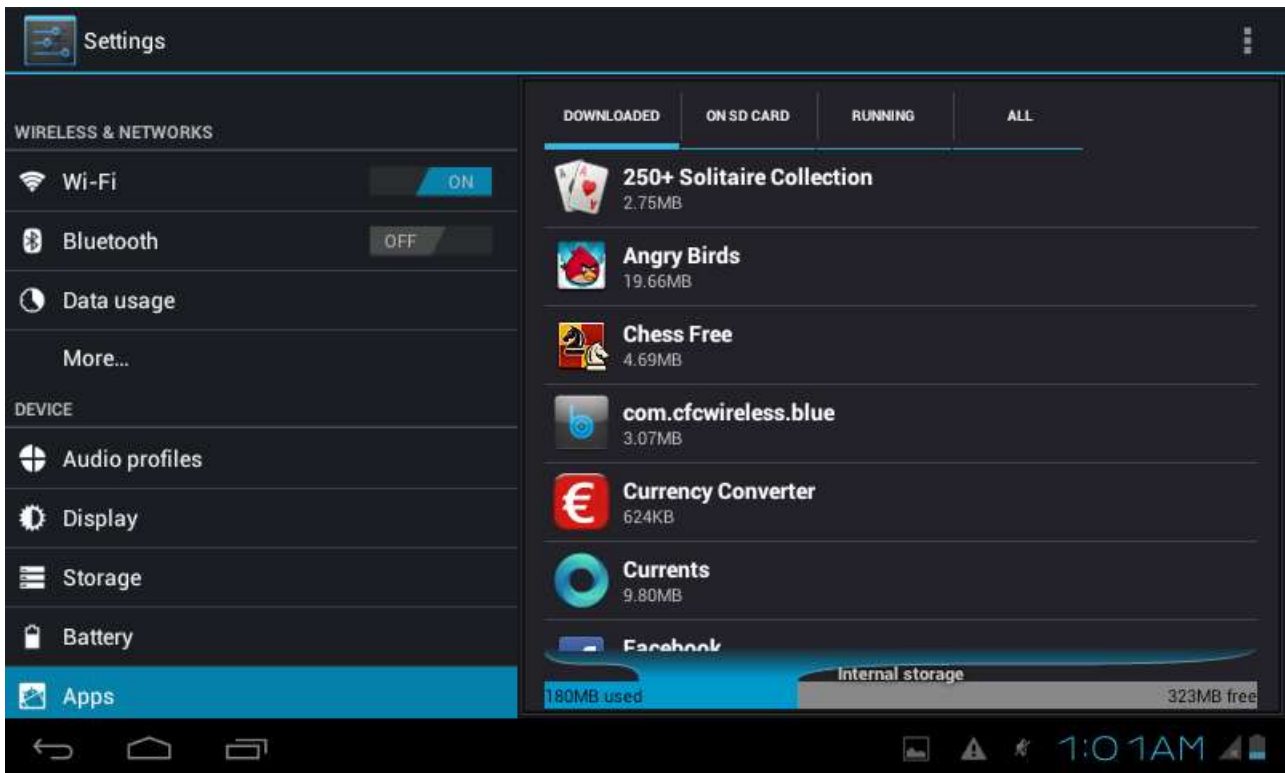 Settings
WIRELESS & NETWORKS
Wi-Fi
ON
Bluetooth
OFF
Data usage
More...
DEVICE
Audio profiles
Display
Storage
Battery
Apps
DOWNLOADED
ON SD CARD
RUNNING
ALL
250+ Solitaire Collection
2.75MB
Angry Birds
19.66MB
Chess Free
4.69MB
com.cfcwireless.blue
3.07MB
Currency Converter
624KB
Currents
9.80MB
Facebook
Internal storage
180MB used
323MB free
1:01AM